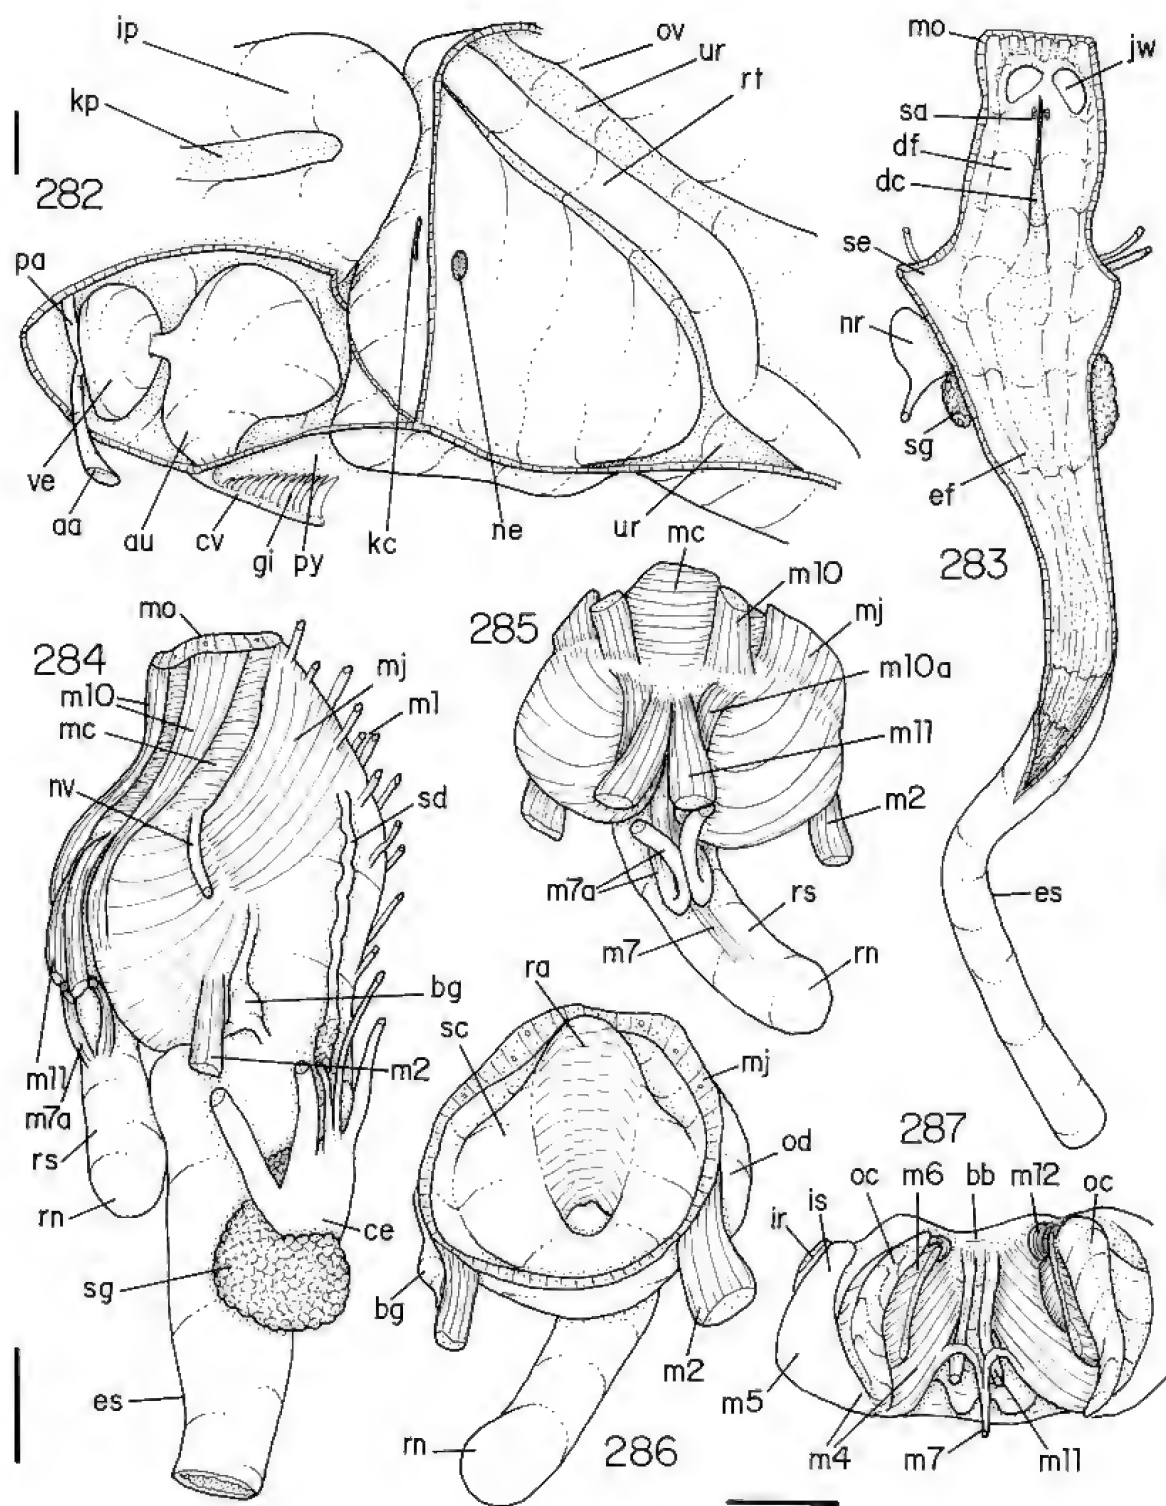 ip
kp
282
ov
ur
rt
pa
ve
aa
au
cv
gi
py
kc
ne
ur
mo
jw
sa
df
dc
se
nr
sg
ef
283
es
284
mo
m10
mc
nv
mj
m1
sd
bg
m2
m11
m7a
rs
rn
ce
sg
es
285
mc
m10
mj
m10a
m11
m2
m7a
m7
rs
rn
ra
sc
mj
od
bg
m2
rn
286
287
oc
m6
bb
m12
oc
is
ir
m5
m4
m7
m11